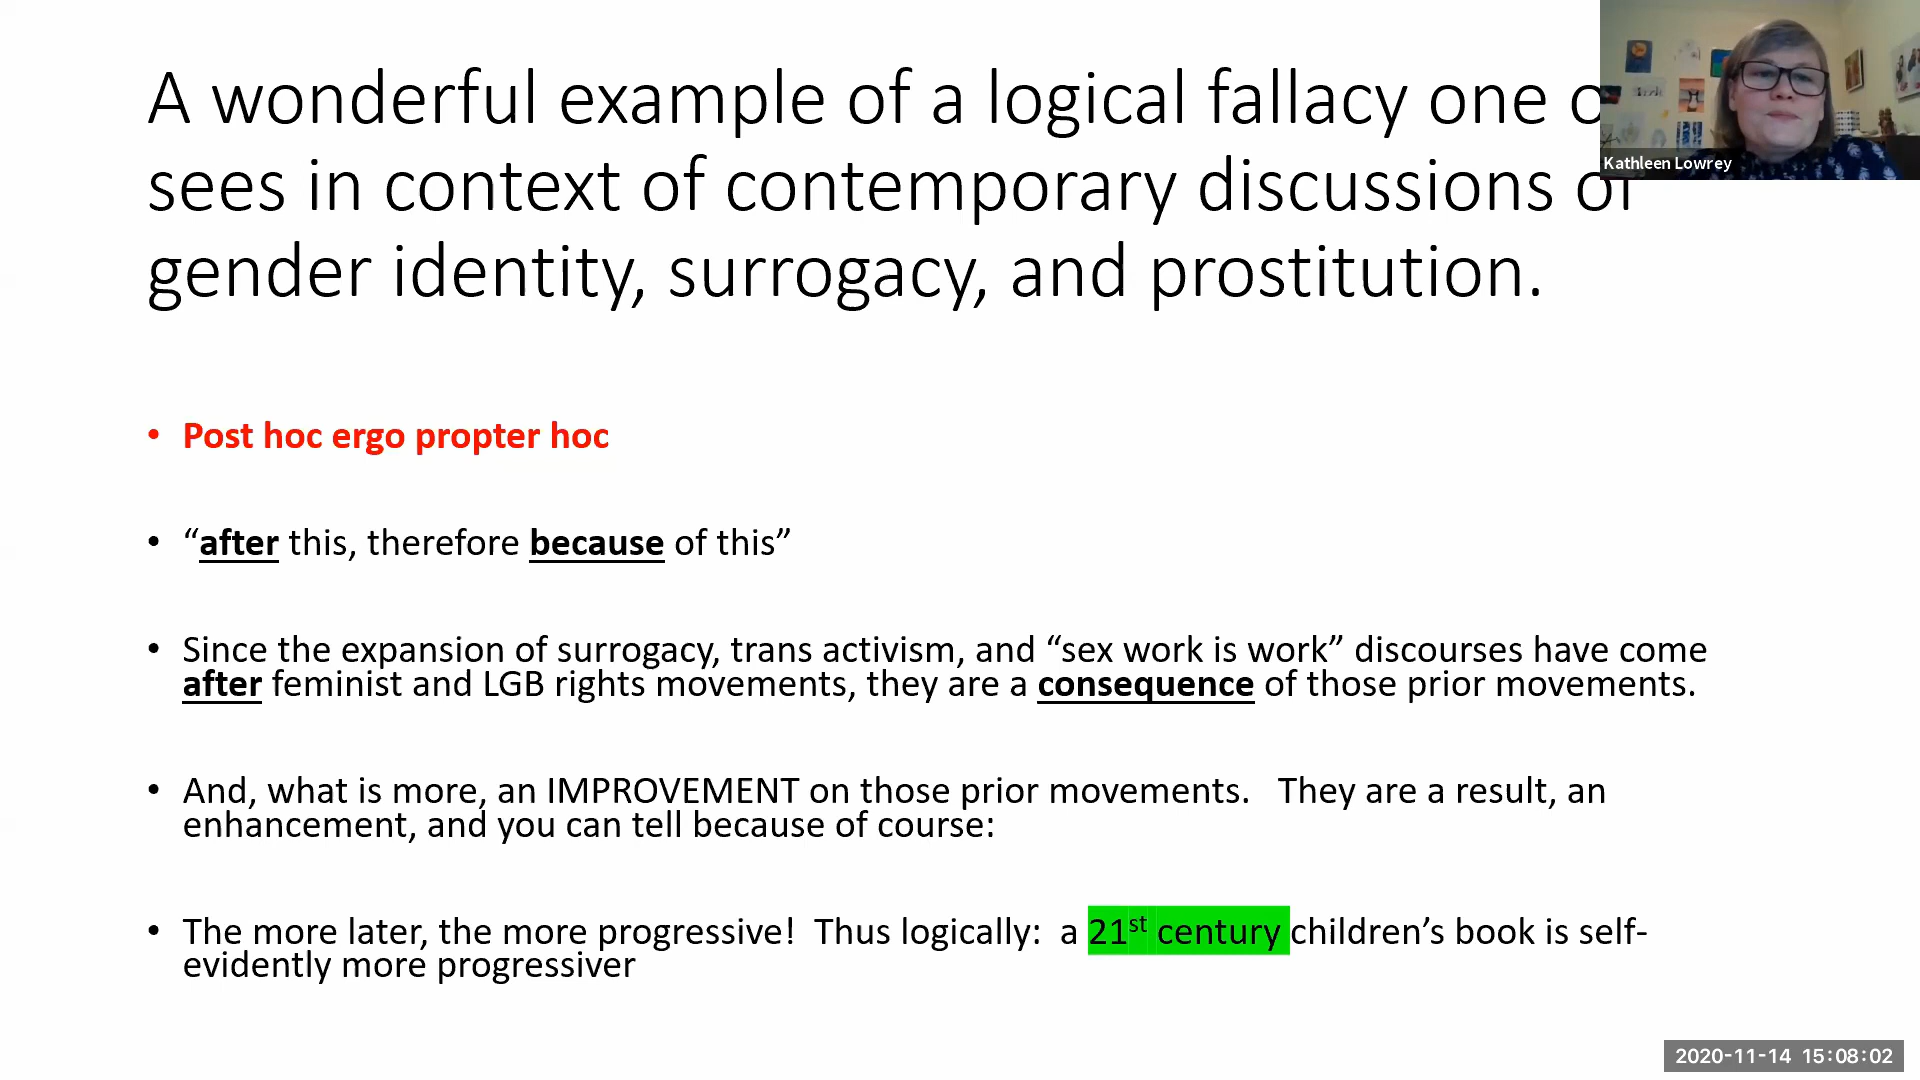 A wonderful example of a logical fallacy one
sees in context of contemporary discussions of
gender identity, surrogacy, and prostitution.
Kathleen Lowrey
• Post hoc ergo propter hoc
• “after this, therefore because of this”
• Since the expansion of surrogacy, trans activism, and “sex work is work” discourses have come
after feminist and LGB rights movements, they are a consequence of those prior movements.
• And, what is more, an IMPROVEMENT on those prior movements. They are a result, an
enhancement, and you can tell because of course:
• The more later, the more progressive! Thus logically: a 21st century children’s book is self-
evidently more progressiver
2020-11-14 15:08:02